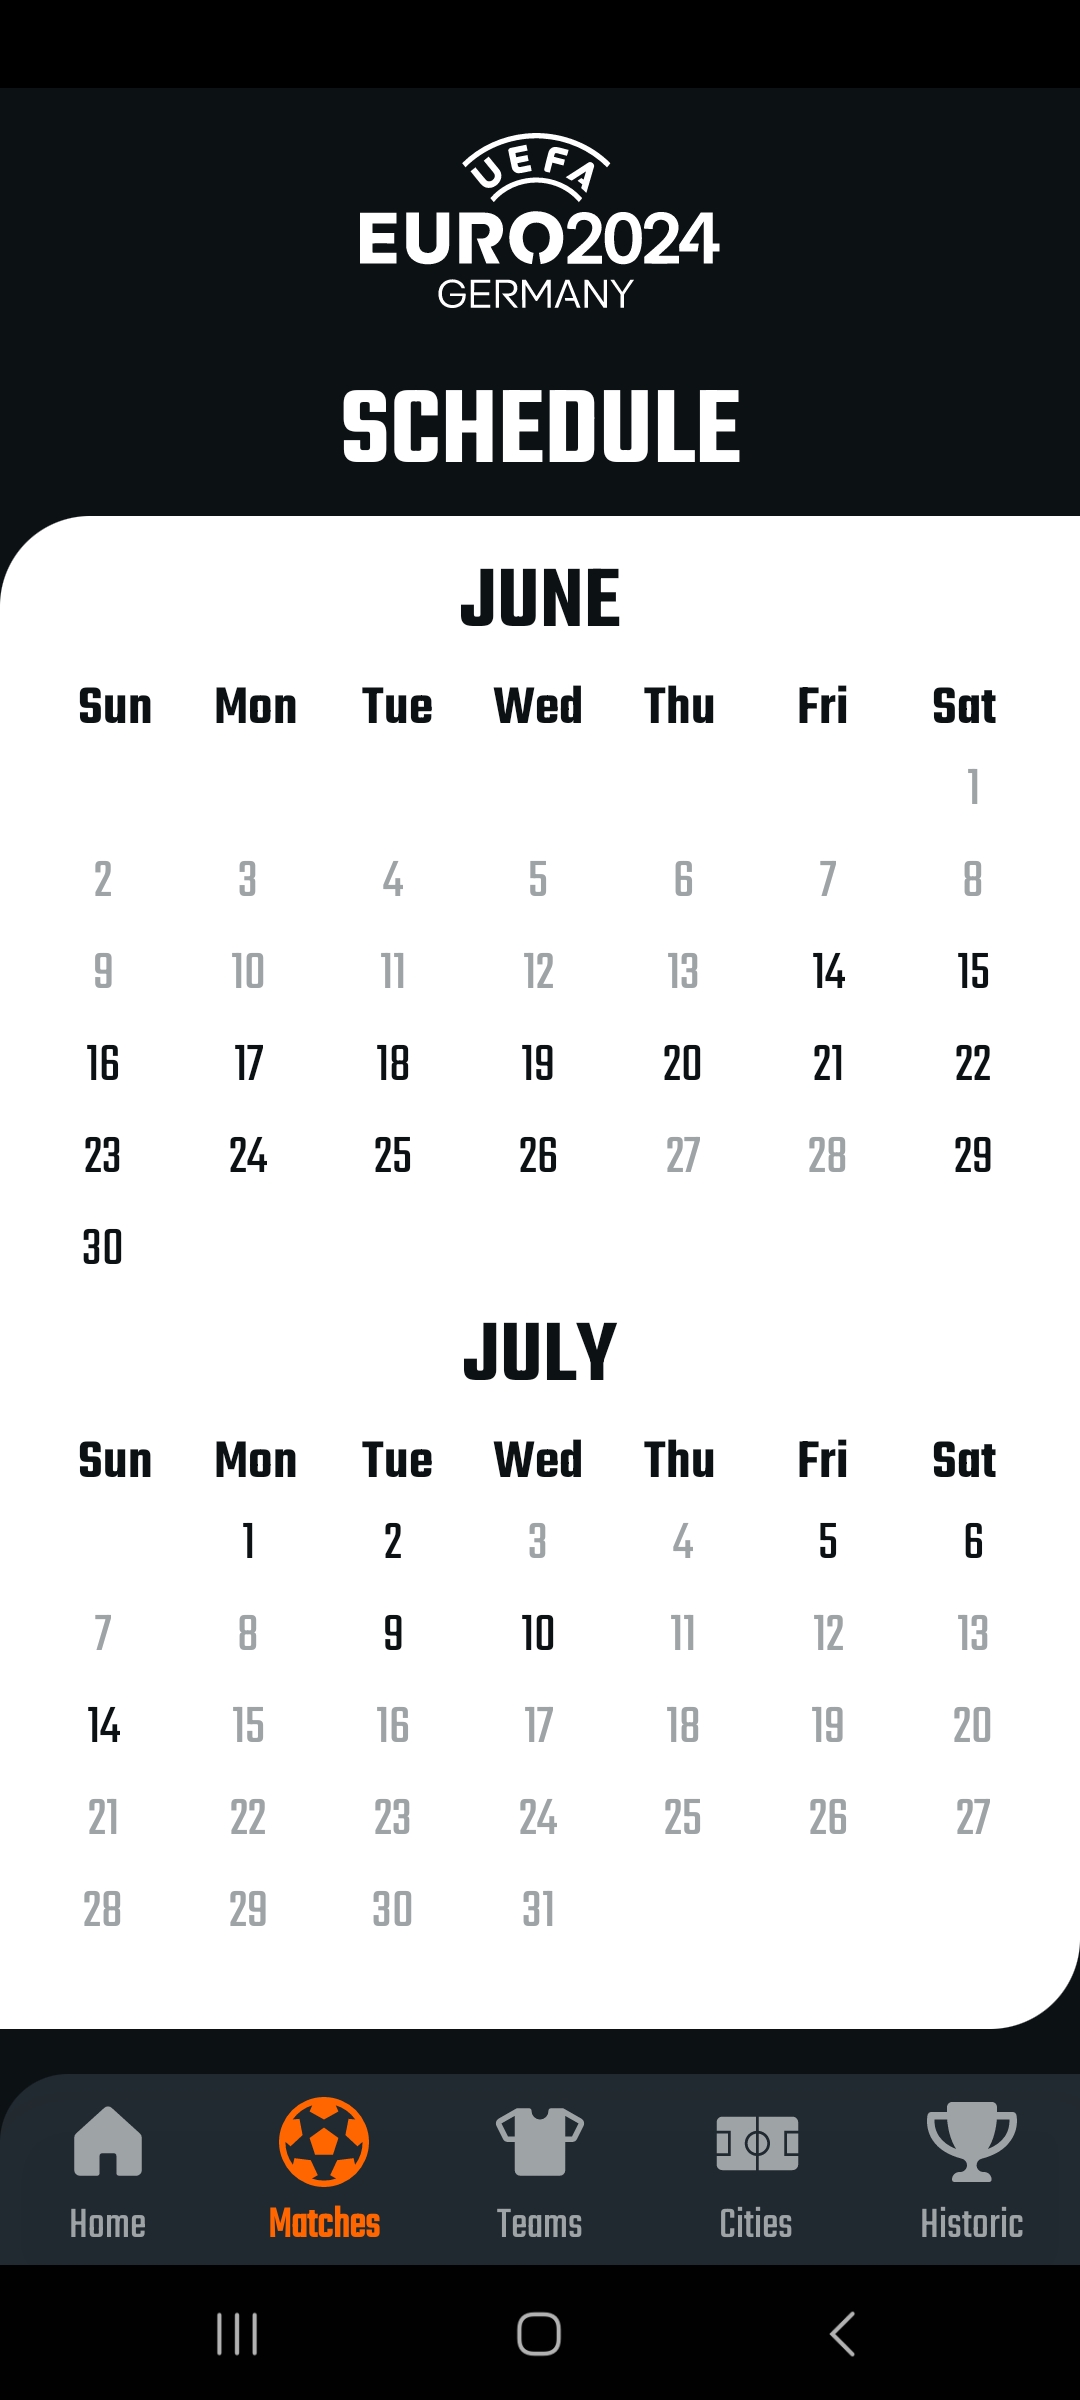 UEFA
EURO2024
GERMANY
SCHEDULE
JUNE
Sun Mon Tue Wed Thu Fri Sat
1
2 3 4 5 6 7 8
9 10 11 12 13 14 15
16 17 18 19 20 21 22
23 24 25 26 27 28 29
30
JULY
Sun Mon Tue Wed Thu Fri Sat
1 2 3 4 5 6
7 8 9 10 11 12 13
14 15 16 17 18 19 20
21 22 23 24 25 26 27
28 29 30 31
Home Matches Teams Cities Historic